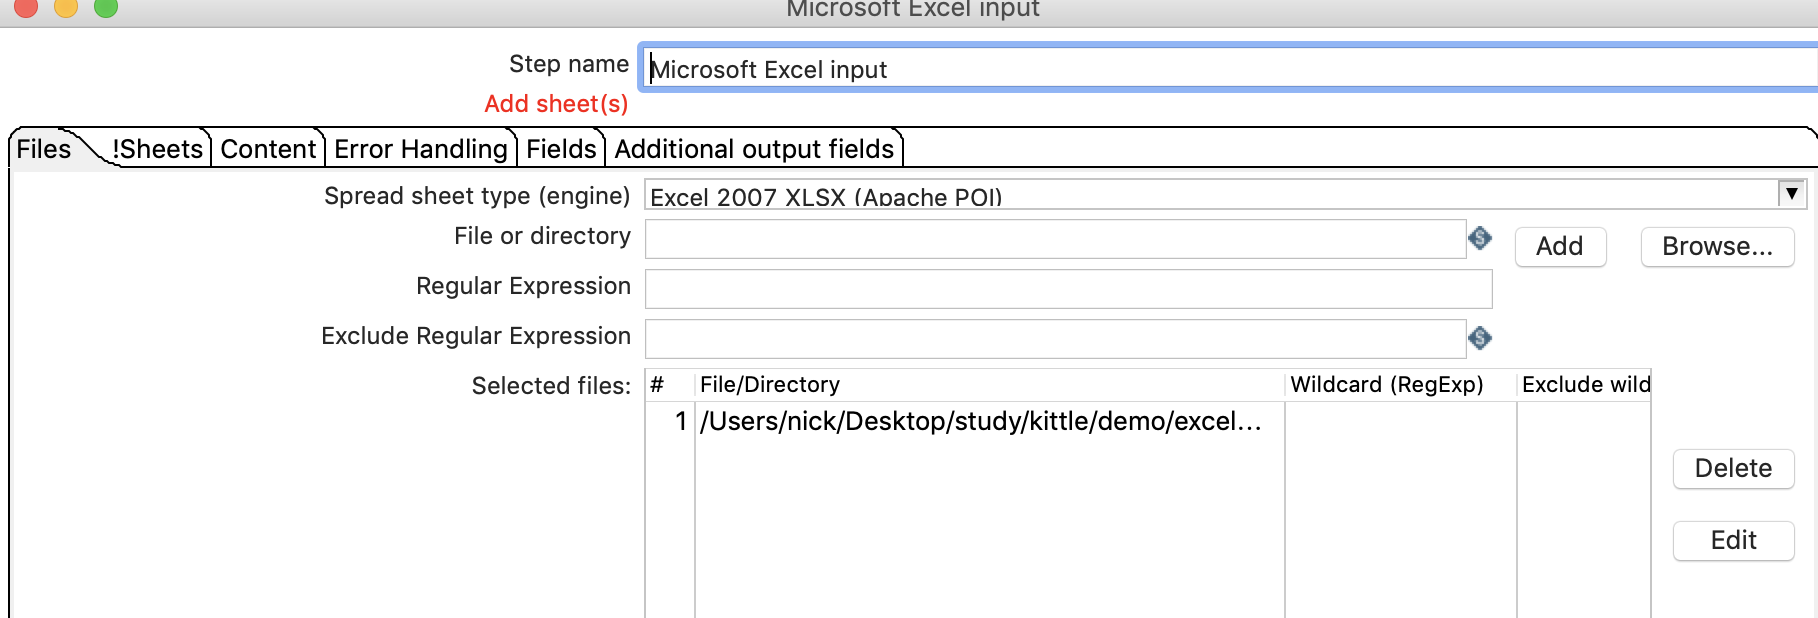 Microsoft Excel input
Step name Microsoft Excel input
Add sheet(s)
Files !Sheets Content Error Handling Fields Additional output fields
Spread sheet type (engine) Excel 2007 XLSX (Apache POI)
File or directory Add Browse...
Regular Expression
Exclude Regular Expression
Selected files: # File/Directory Wildcard (RegExp) Exclude wild
1 /Users/nick/Desktop/study/kittle/demo/excel...
Delete
Edit